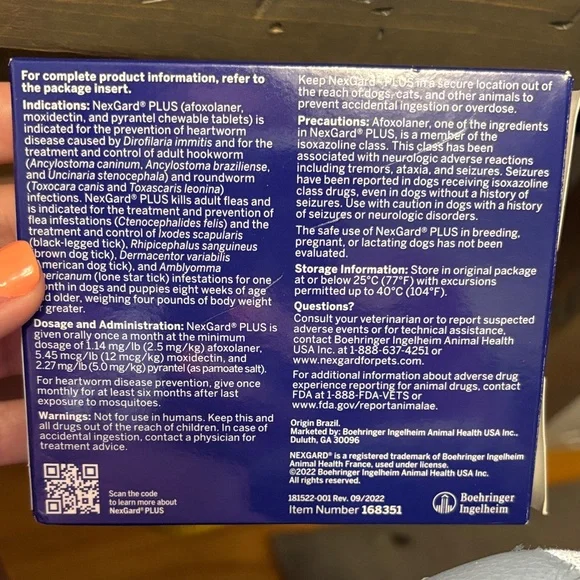 For complete product information, refer to
the package insert.
Indications: NexGard® PLUS (afoxolaner,
moxidectin, and pyrantel chewable tablets) is
indicated for the prevention of heartworm
disease caused by Dirofilaria immitis and for the
treatment and control of adult hookworm
(Ancylostoma caninum, Ancylostoma braziliense,
and Uncinaria stenocephala) and roundworm
(Toxocara canis and Toxascaris leonina)
infections. NexGard® PLUS kills adult fleas and
is indicated for the treatment and prevention of
flea infestations (Ctenocephalides felis) and the
treatment and control of Ixodes scapularis
(black-legged tick), Rhipicephalus sanguineus
brown dog tick), Dermacentor variabilis
merican dog tick), and Amblyomma
ericanum (lone star tick) infestations for one
nth in dogs and puppies eight weeks of age
d older, weighing four pounds of body weight
r greater.
Dosage and Administration: NexGard® PLUS is
given orally once a month at the minimum
dosage of 1.14 mg/lb (2.5 mg/kg) afoxolaner,
5.45 mcg/lb (12 mcg/kg) moxidectin, and
2.27 mg/lb (5.0 mg/kg) pyrantel (as pamoate salt).
For heartworm disease prevention, give once
monthly for at least six months after last
exposure to mosquitoes.
Warnings: Not for use in humans. Keep this and
all drugs out of the reach of children. In case of
accidental ingestion, contact a physician for
treatment advice.
Scan the code
to learn more about
NexGard® PLUS
Keep NexGard® PLUS in a secure location out of
the reach of dogs, cats, and other animals to
prevent accidental ingestion or overdose.
Precautions: Afoxolaner, one of the ingredients
in NexGard® PLUS, is a member of the
isoxazoline class. This class has been
associated with neurologic adverse reactions
including tremors, ataxia, and seizures. Seizures
have been reported in dogs receiving isoxazoline
class drugs, even in dogs without a history of
seizures. Use with caution in dogs with a history
of seizures or neurologic disorders.
The safe use of NexGard® PLUS in breeding,
pregnant, or lactating dogs has not been
evaluated.
Storage Information: Store in original package
at or below 25°C (77°F) with excursions
permitted up to 40°C (104°F).
Questions?
Consult your veterinarian or to report suspected
adverse events or for technical assistance,
contact Boehringer Ingelheim Animal Health
USA Inc. at 1-888-637-4251 or
www.nexgardforpets.com.
For additional information about adverse drug
experience reporting for animal drugs, contact
FDA at 1-888-FDA-VETS or
www.fda.gov/reportanimalae.
Origin Brazil.
Marketed by: Boehringer Ingelheim Animal Health USA Inc.,
Duluth, GA 30096
NEXGARD® is a registered trademark of Boehringer Ingelheim
Animal Health France, used under license.
©2022 Boehringer Ingelheim Animal Health USA Inc.
All rights reserved.
181522-001 Rev. 09/2022
Item Number 168351
Boehringer
Ingelheim